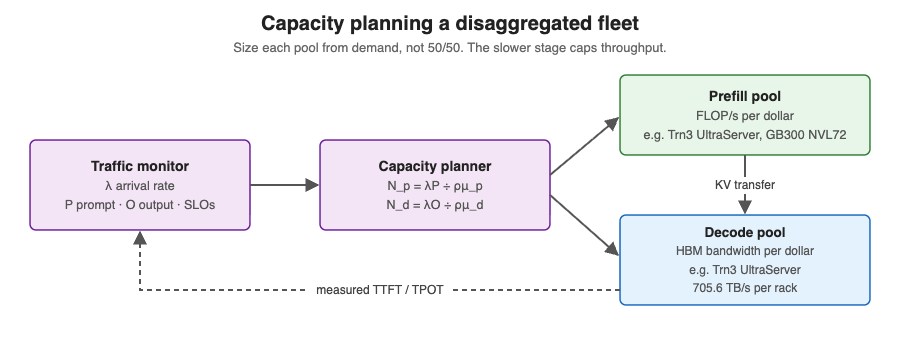 Capacity planning a disaggregated fleet
Size each pool from demand, not 50/50. The slower stage caps throughput.
Traffic monitor
λ arrival rate
P prompt · O output · SLOs
Capacity planner
N_p = λP ÷ ρμ_p
N_d = λO ÷ ρμ_d
Prefill pool
FLOP/s per dollar
e.g. Trn3 UltraServer, GB300 NVL72
KV transfer
Decode pool
HBM bandwidth per dollar
e.g. Trn3 UltraServer
705.6 TB/s per rack
measured TTFT / TPOT